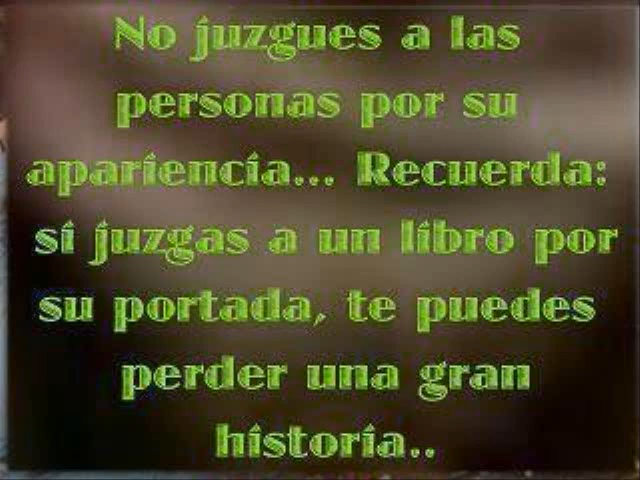 No juzgues a las
personas por su
apariencia... Recuerda:
si juzgas a un libro por
su portada, te puedes
perder una gran
historia..